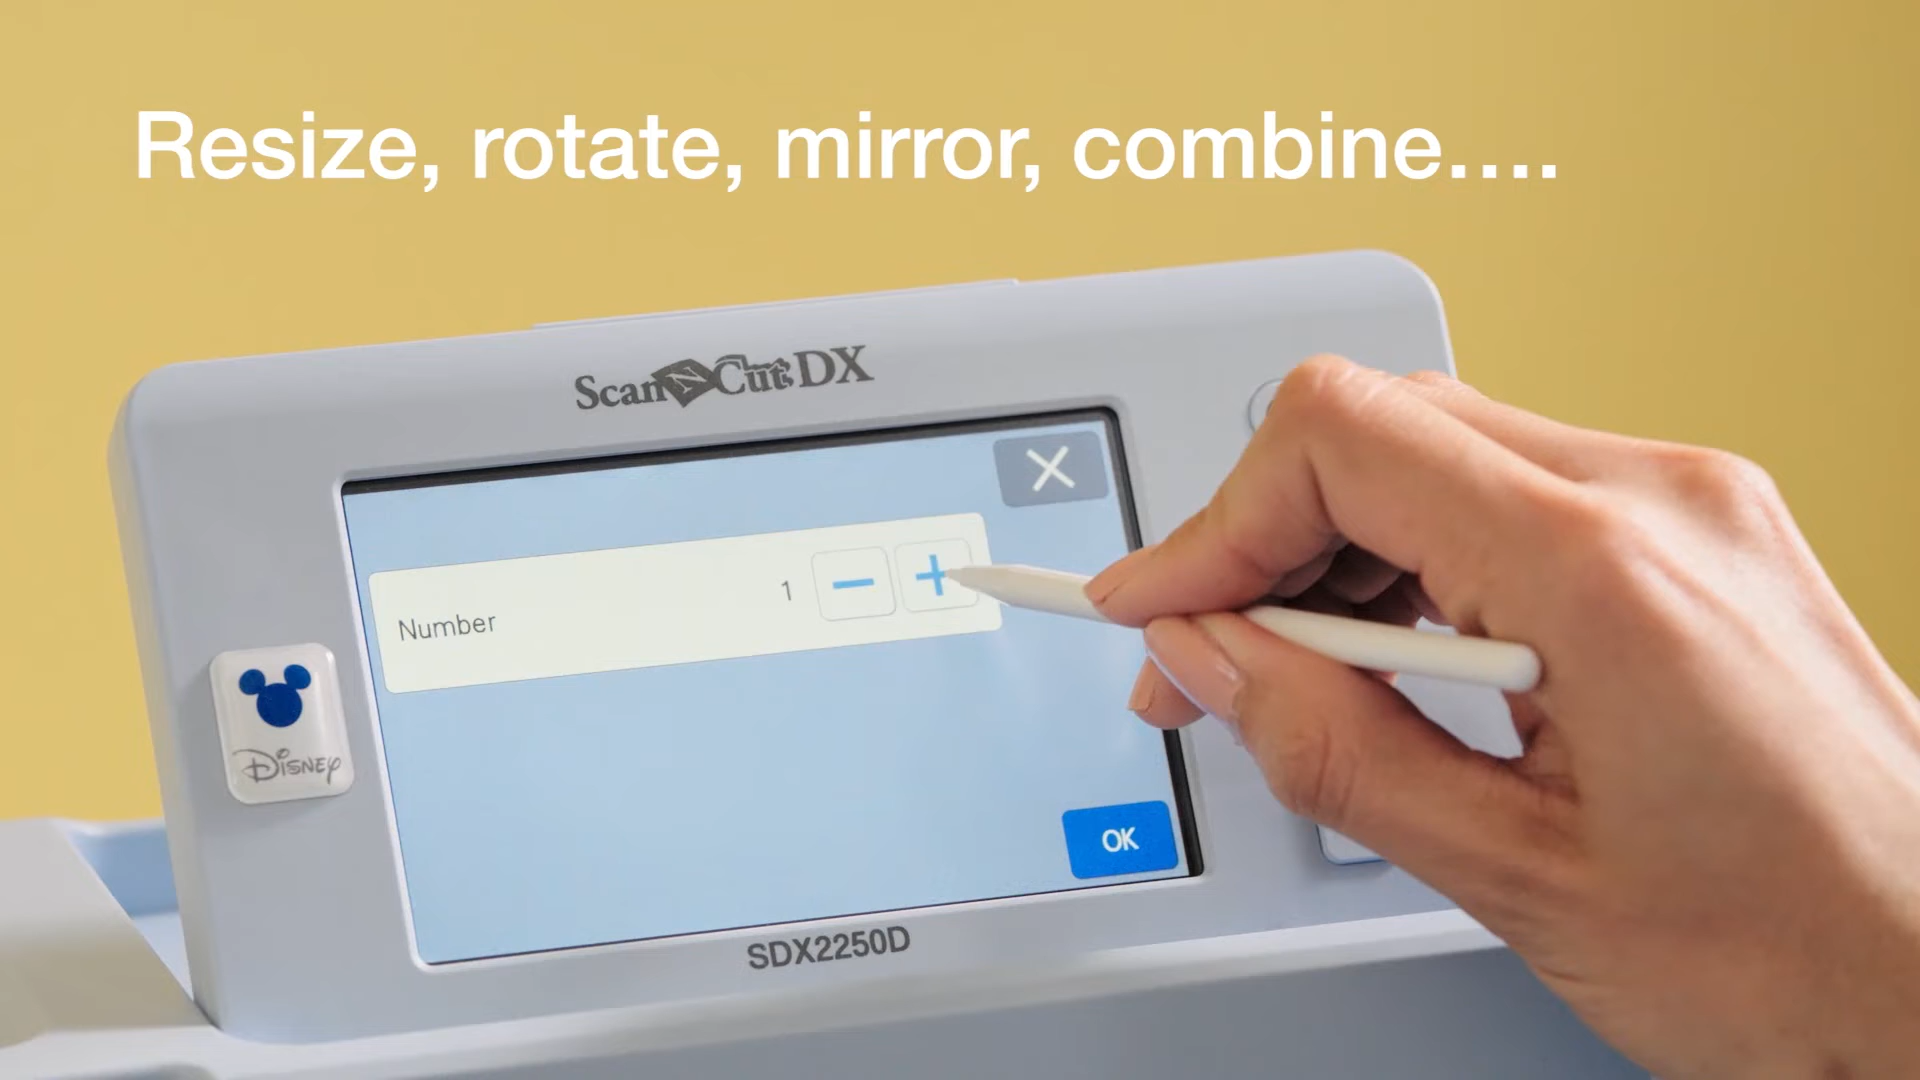 Resize, rotate, mirror, combine....
ScanNCut DX
Number 1
OK
Disney
SDX2250D